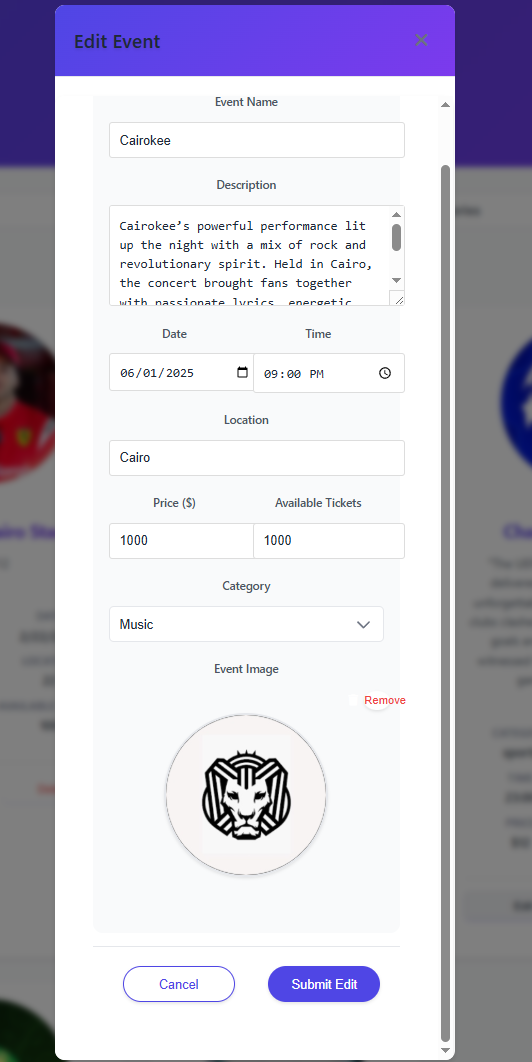 Edit Event
Event Name
Cairokee
Description
Cairokee’s powerful performance lit
up the night with a mix of rock and
revolutionary spirit. Held in Cairo,
the concert brought fans together
with passionate lyrics, energetic
Date Time
06/01/2025 09:00 PM
Location
Cairo
Price ($) Available Tickets
1000 1000
Category
Music
Event Image
Remove
Cancel Submit Edit